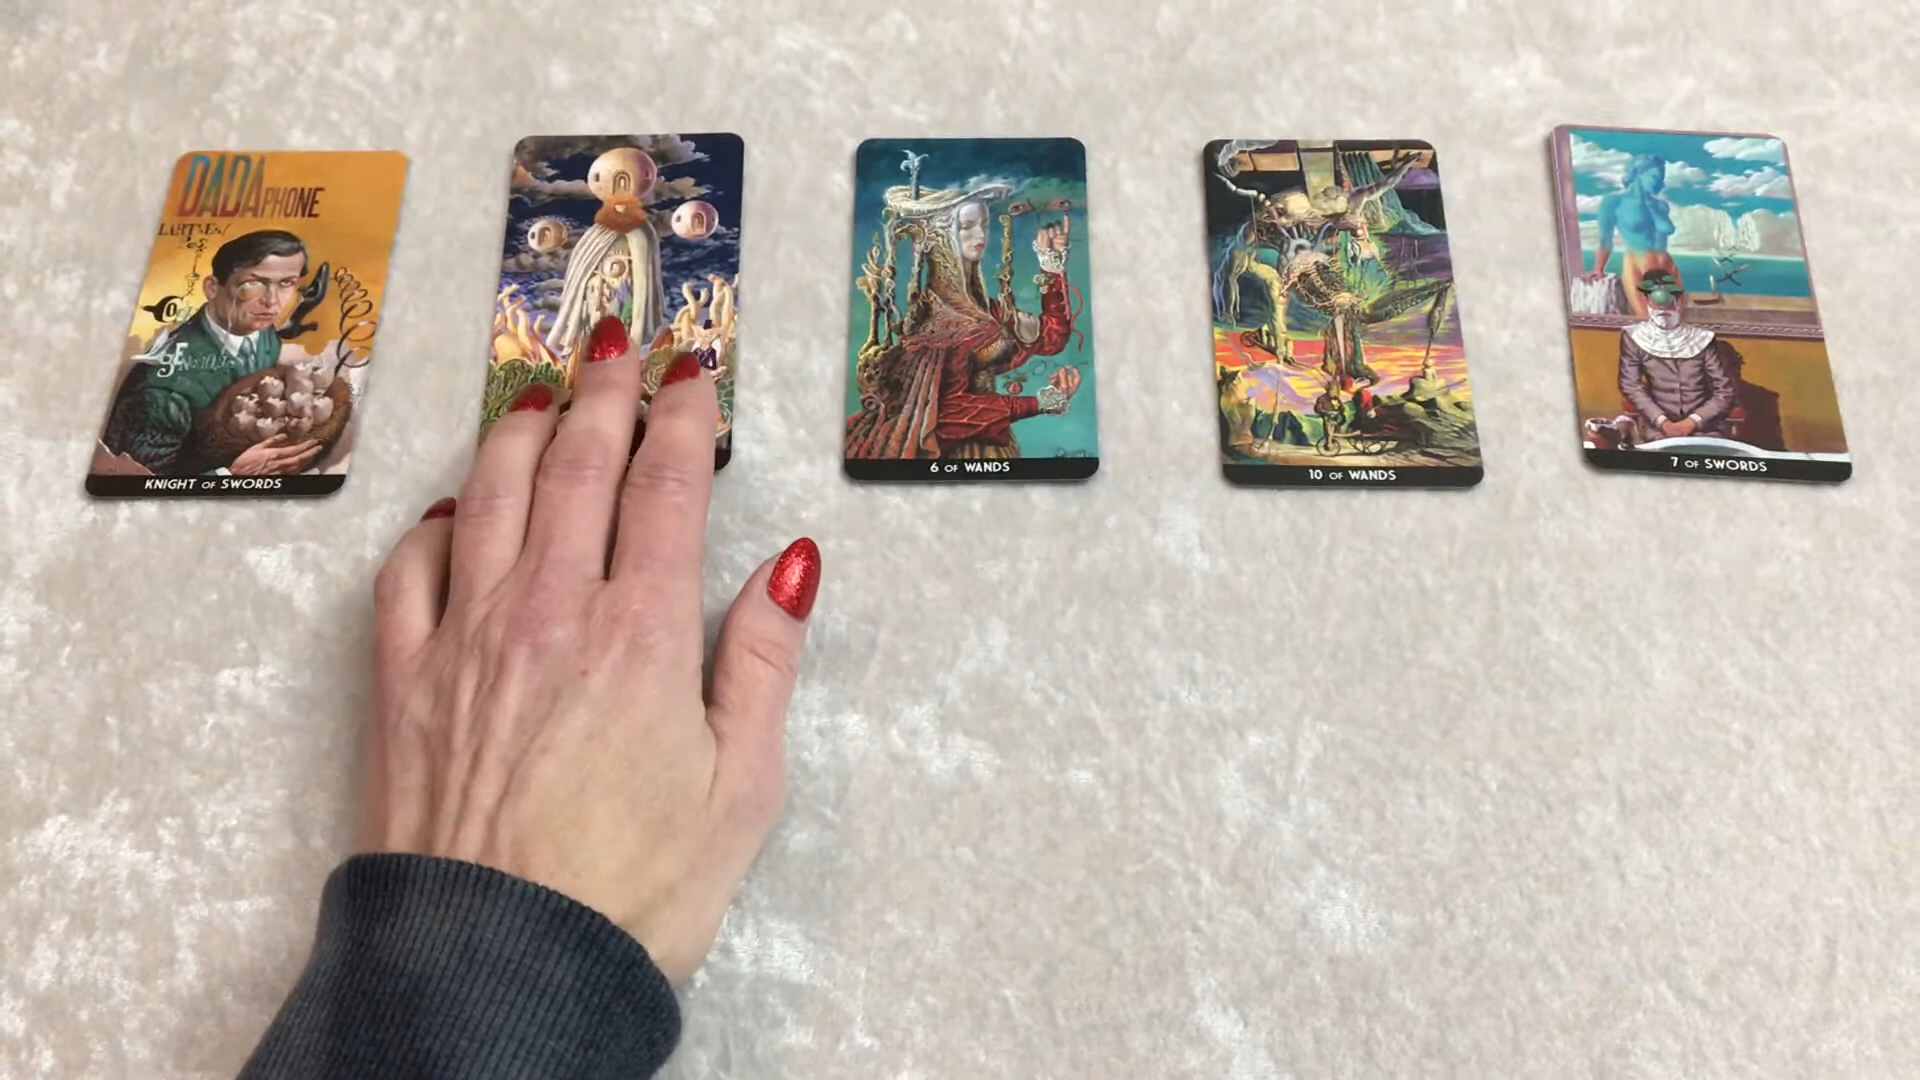 DADAPHONE
KNIGHT OF SWORDS
6 OF WANDS
10 OF WANDS
7 OF SWORDS